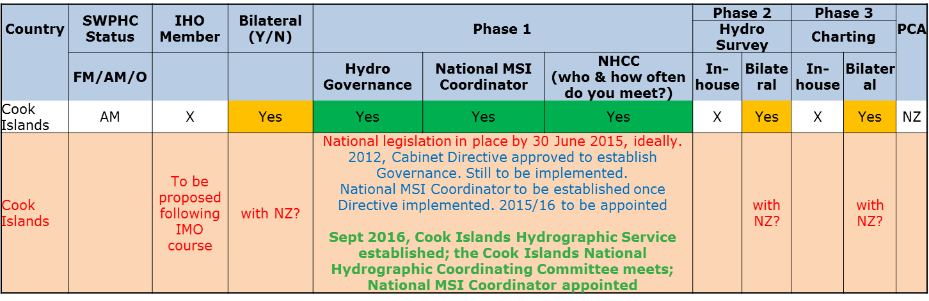 Country
SWPHC Status
IHO Member
Bilateral (Y/N)
Phase 1
Phase 2
Hydro Survey
Phase 3
Charting
PCA
FM/AM/O
Hydro Governance
National MSI Coordinator
NHCC
(who & how often do you meet?)
In-house
Bilate ral
In-house
Bilater al
Cook Islands
AM
X
Yes
Yes
Yes
Yes
X
Yes
X
Yes
NZ
Cook Islands
To be proposed following IMO course
with NZ?
National legislation in place by 30 June 2015, ideally.
2012, Cabinet Directive approved to establish
Governance. Still to be implemented.
National MSI Coordinator to be established once
Directive implemented. 2015/16 to be appointed
Sept 2016, Cook Islands Hydrographic Service
established; the Cook Islands National
Hydrographic Coordinating Committee meets;
National MSI Coordinator appointed
with NZ?
with NZ?